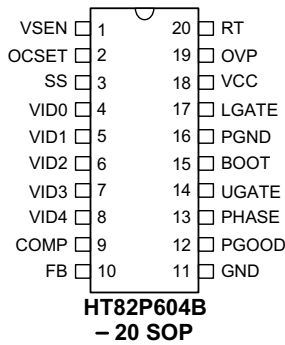 VSEN 1 20 RT
OCSET 2 19 OVP
SS 3 18 VCC
VID0 4 17 LGATE
VID1 5 16 PGND
VID2 6 15 BOOT
VID3 7 14 UGATE
VID4 8 13 PHASE
COMP 9 12 PGOOD
FB 10 11 GND
HT82P604B
– 20 SOP